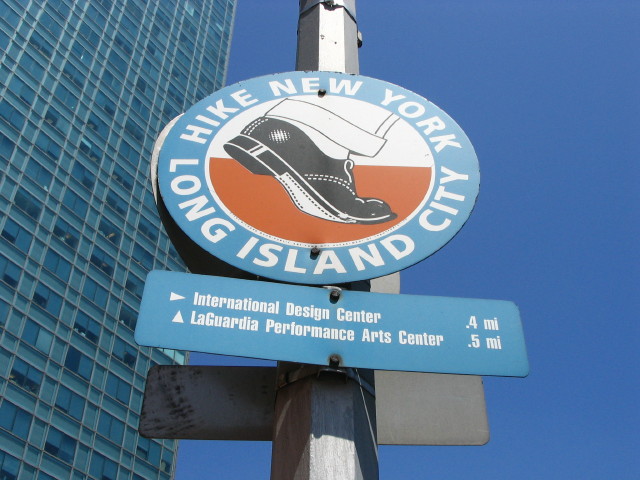 HIKE NEW YORK
LONG ISLAND CITY
► International Design Center .4 mi
▲ LaGuardia Performance Arts Center .5 mi